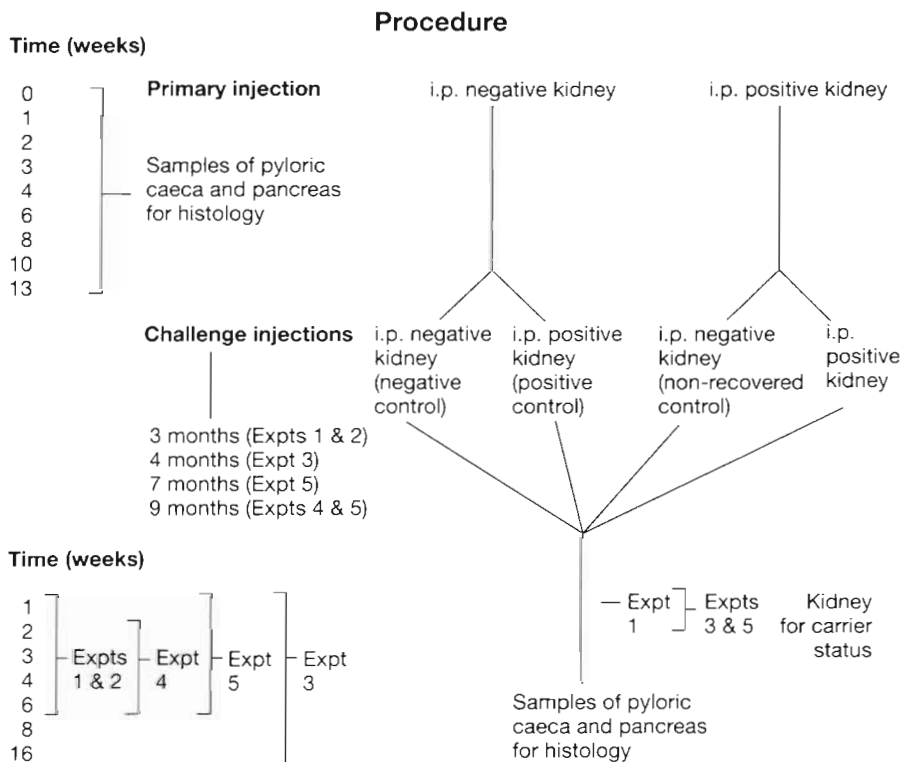 Procedure
Time (weeks)
0
1
2
3
4
6
8
10
13
Primary injection
Samples of pyloric
caeca and pancreas
for histology
i.p. negative kidney
i.p. positive kidney
Challenge injections
3 months (Expts 1 & 2)
4 months (Expt 3)
7 months (Expt 5)
9 months (Expts 4 & 5)
i.p. negative
kidney
(negative
control)
i.p. positive
kidney
(positive
control)
i.p. negative
kidney
(non-recovered
control)
i.p.
positive
kidney
Time (weeks)
1
2
3
4
6
8
16
Expts
1 & 2
Expt
4
Expt
5
Expt
3
Expt
1
Expts
3 & 5
Kidney
for carrier
status
Samples of pyloric
caeca and pancreas
for histology